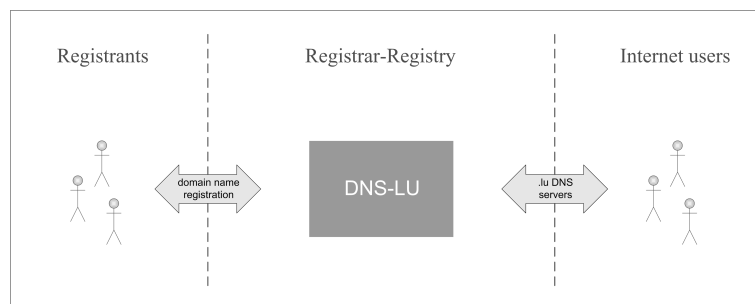 Registrants
Registrar-Registry
Internet users
domain name
registration
DNS-LU
.lu DNS
servers